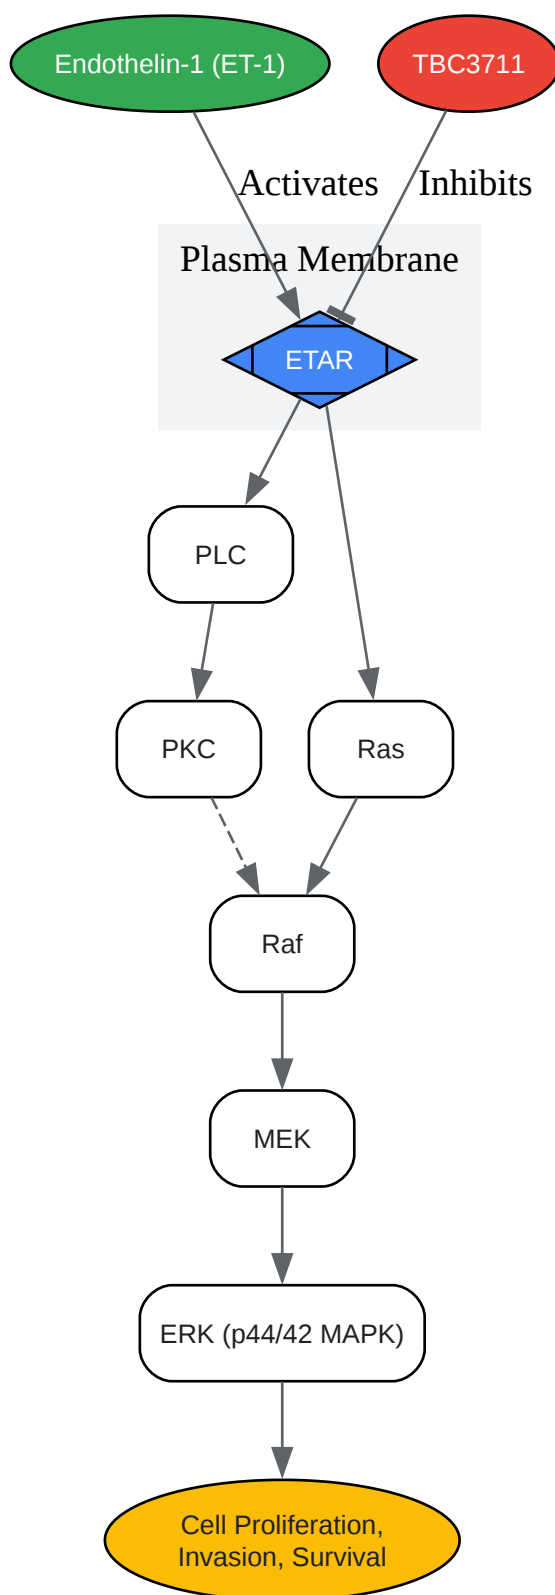 Endothelin-1 (ET-1)
TBC3711
Activates
Inhibits
Plasma Membrane
ETAR
PLC
PKC
Ras
Raf
MEK
ERK (p44/42 MAPK)
Cell Proliferation,
Invasion, Survival